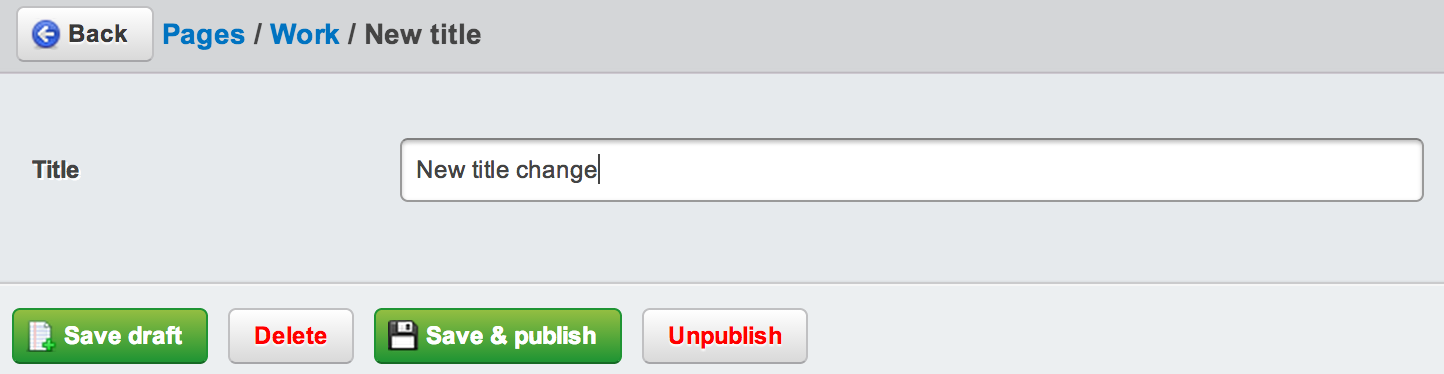 Back Pages / Work / New title
Title New title change
Save draft Delete Save & publish Unpublish